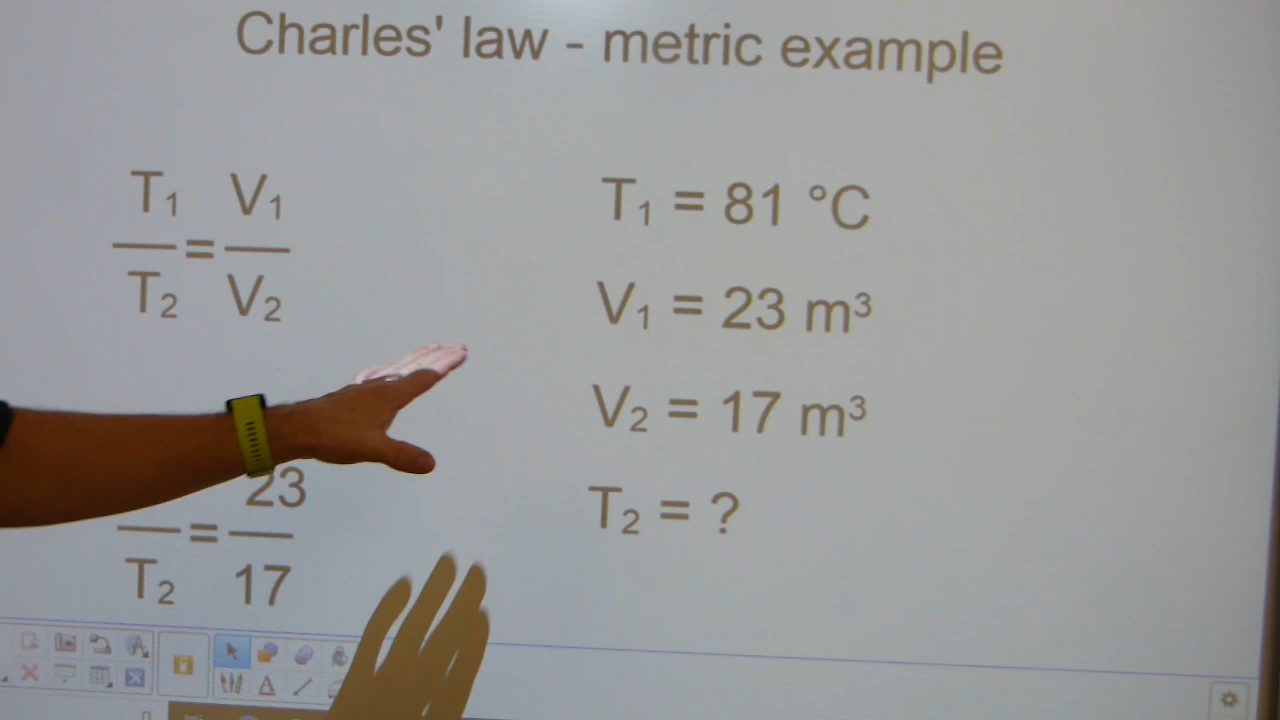 Charles' law - metric example
T₁ = V₁
T₂ V₂
T₁ = 81 °C
V₁ = 23 m³
V₂ = 17 m³
T₂ = ?
= 23
T₂ 17